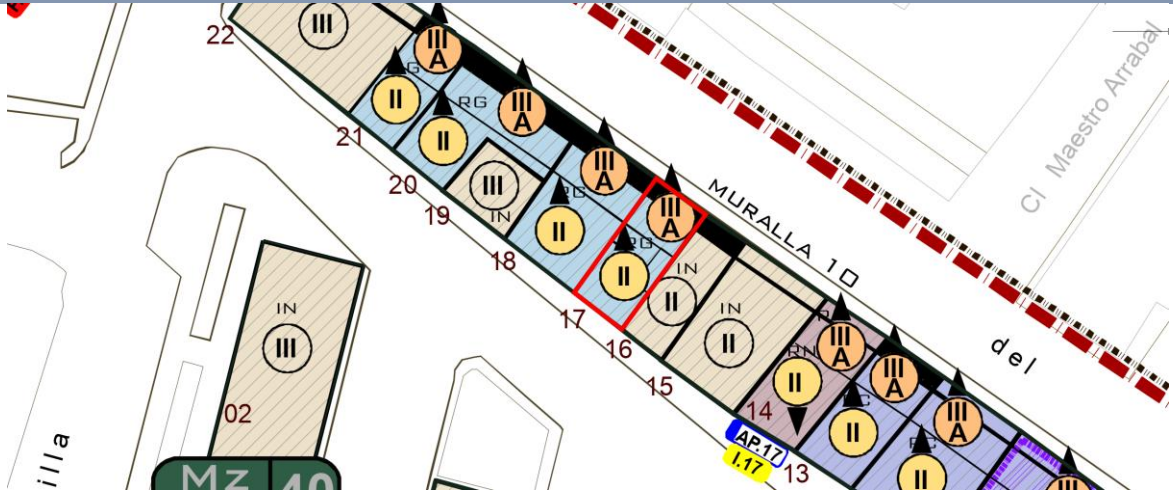 22
III
III
A
G
II
RG
III
A
II
21
20
III
IN
19
III
A
RG
II
18
III
A
RG
II
17
MURALLA 10
IN
II
16
IN
II
15
Cl Maestro Arrabal
del
III
A
RN
II
14
AP.17
I.17
13
III
A
II
III
A
II
III
IN
III
02
illa
Mz 40